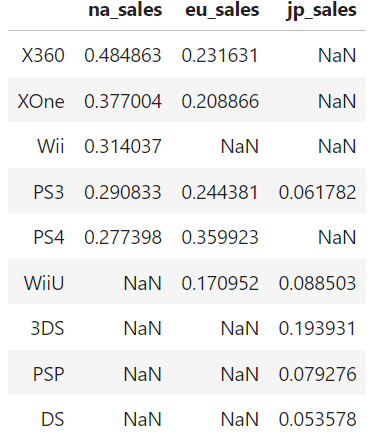 na_sales eu_sales jp_sales
X360 0.484863 0.231631 NaN
XOne 0.377004 0.208866 NaN
Wii 0.314037 NaN NaN
PS3 0.290833 0.244381 0.061782
PS4 0.277398 0.359923 NaN
WiiU NaN 0.170952 0.088503
3DS NaN NaN 0.193931
PSP NaN NaN 0.079276
DS NaN NaN 0.053578